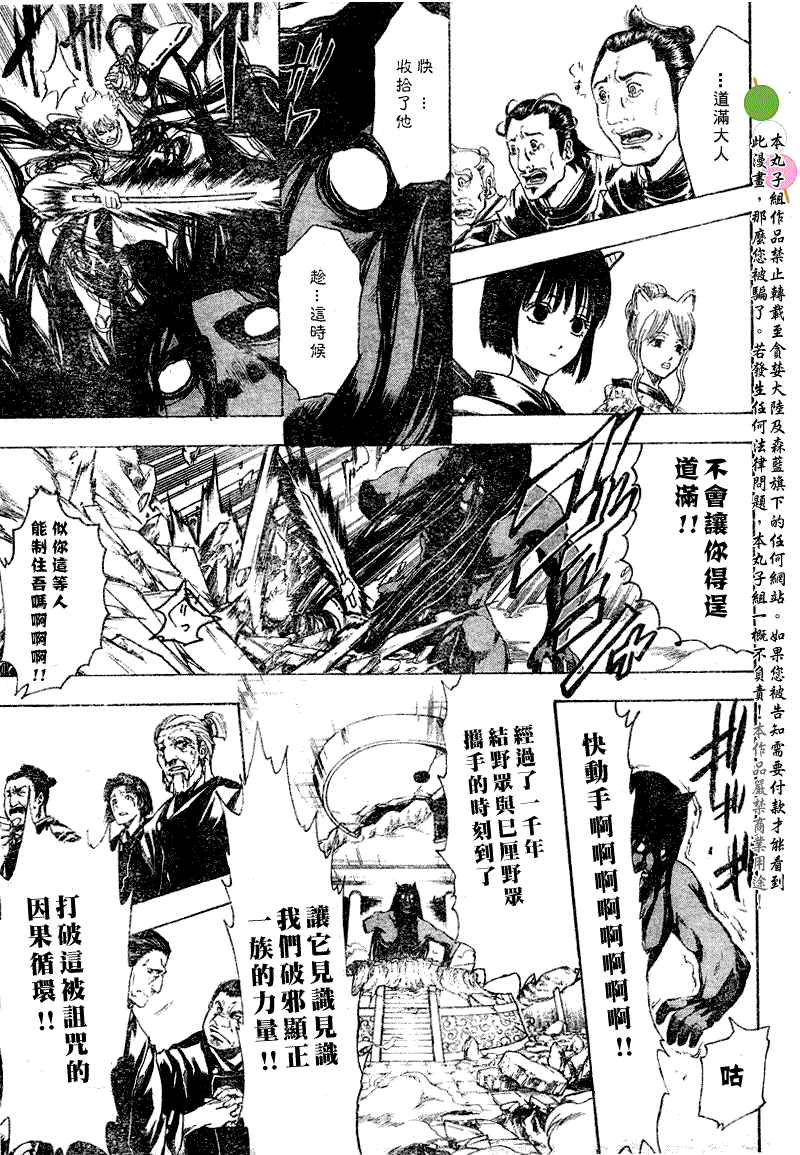 …道滿大人
快…
收拾了他
趁…這時候
不會讓你得逞
道滿!!
似你這等人
能制住吾嗎啊啊啊!!
咕
快動手啊啊啊啊啊啊啊啊!!
經過了一千年
結野眾與巳厘野眾
攜手的時刻到了
讓它見識見識
我們破邪顯正
一族的力量!!
打破這被詛咒的
因果循環!!
本丸子組作品禁止轉載至貪婪大陸及森藍旗下的任何網站。如果您被告知需要付款才能看到
此漫畫，那麼您被騙了。若發生任何法律問題，本丸子組一概不負責！本作品嚴禁商業用途！